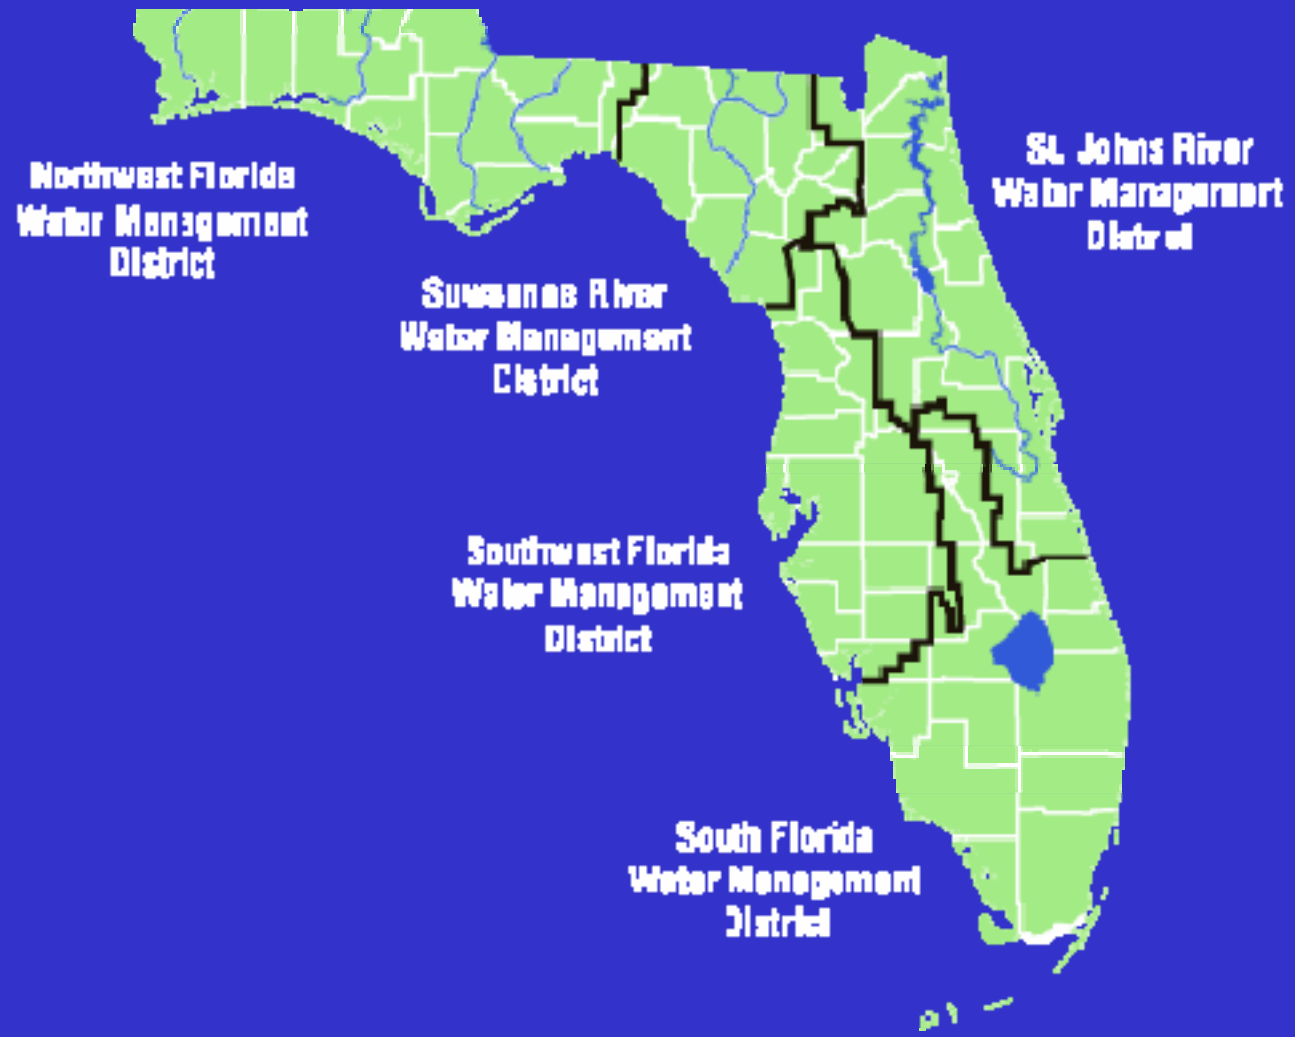 Northwest Florida
Water Management
District
St. Johns River
Water Management
District
Suwannee River
Water Management
District
Southwest Florida
Water Management
District
South Florida
Water Management
District